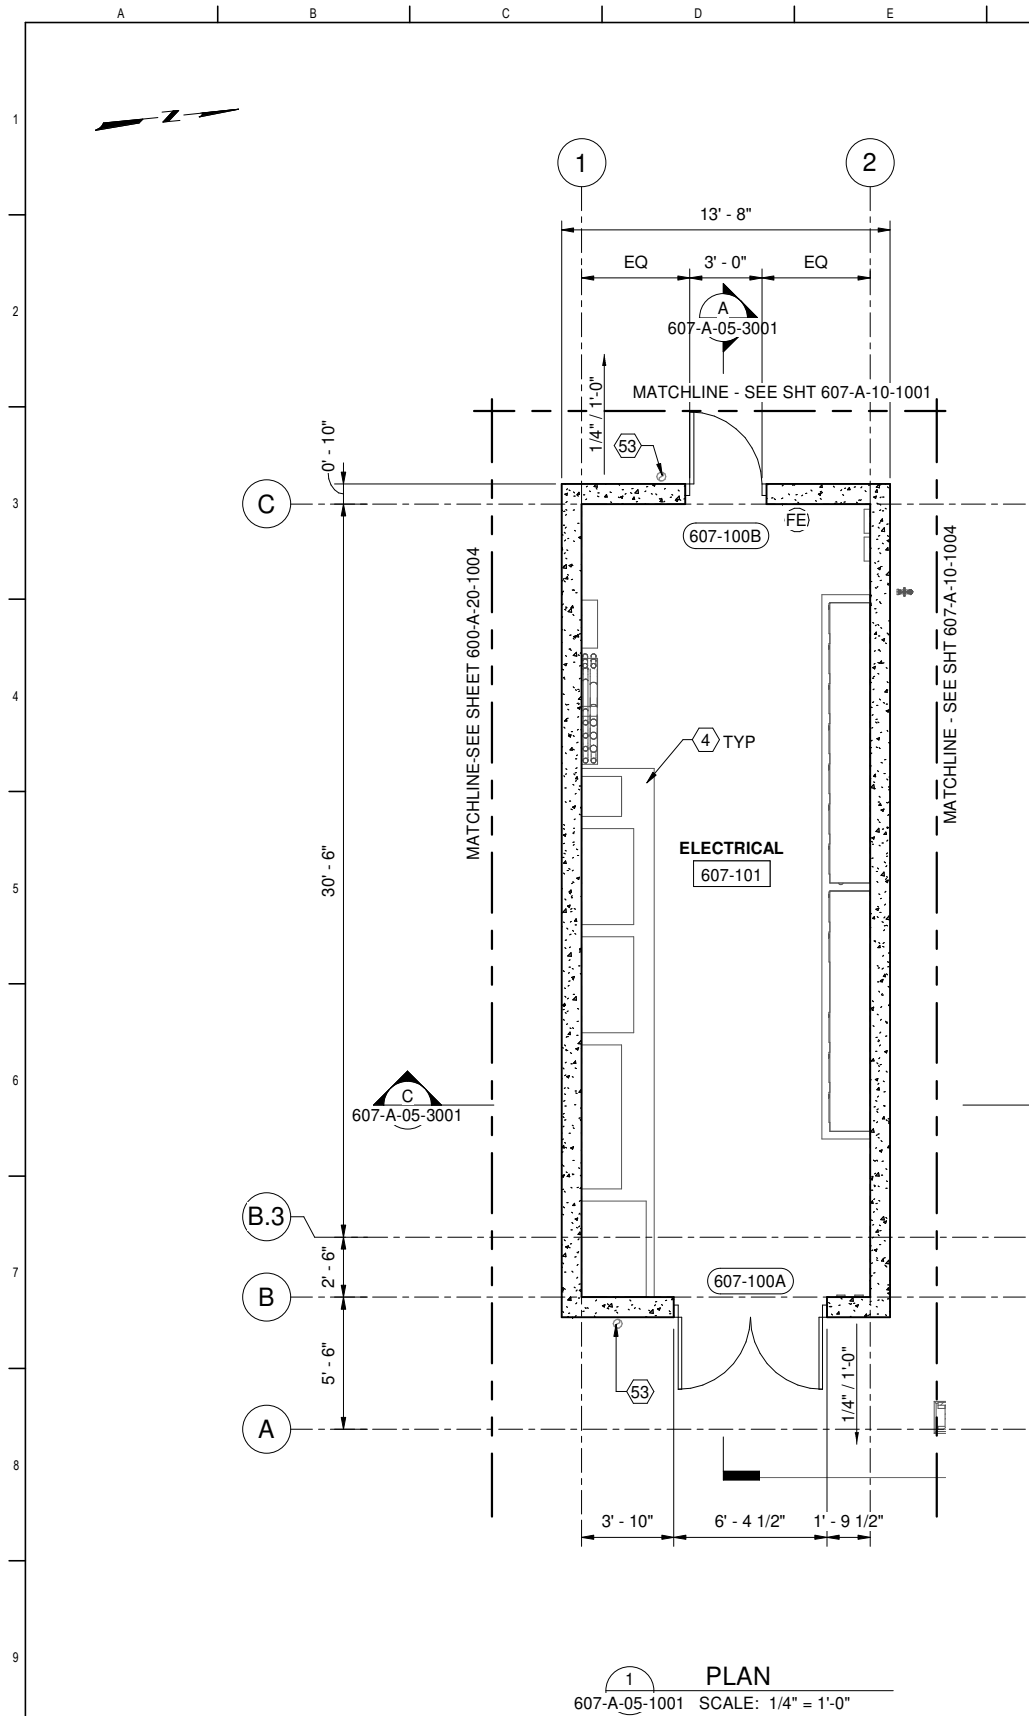 A B C D E
1
Z
1 2
13' - 8"
EQ 3' - 0" EQ
2
A
607-A-05-3001
MATCHLINE - SEE SHT 607-A-10-1001
1/4" / 1'-0"
0' - 10"
53
3
C
607-100B
FE
MATCHLINE-SEE SHEET 600-A-20-1004
MATCHLINE - SEE SHT 607-A-10-1004
4
4 TYP
ELECTRICAL
607-101
5
30' - 6"
6
C
607-A-05-3001
B.3
7
2' - 6"
607-100A
B
5' - 6"
53
1/4" / 1'-0"
A
8
3' - 10" 6' - 4 1/2" 1' - 9 1/2"
9
1 PLAN
607-A-05-1001 SCALE: 1/4" = 1'-0"